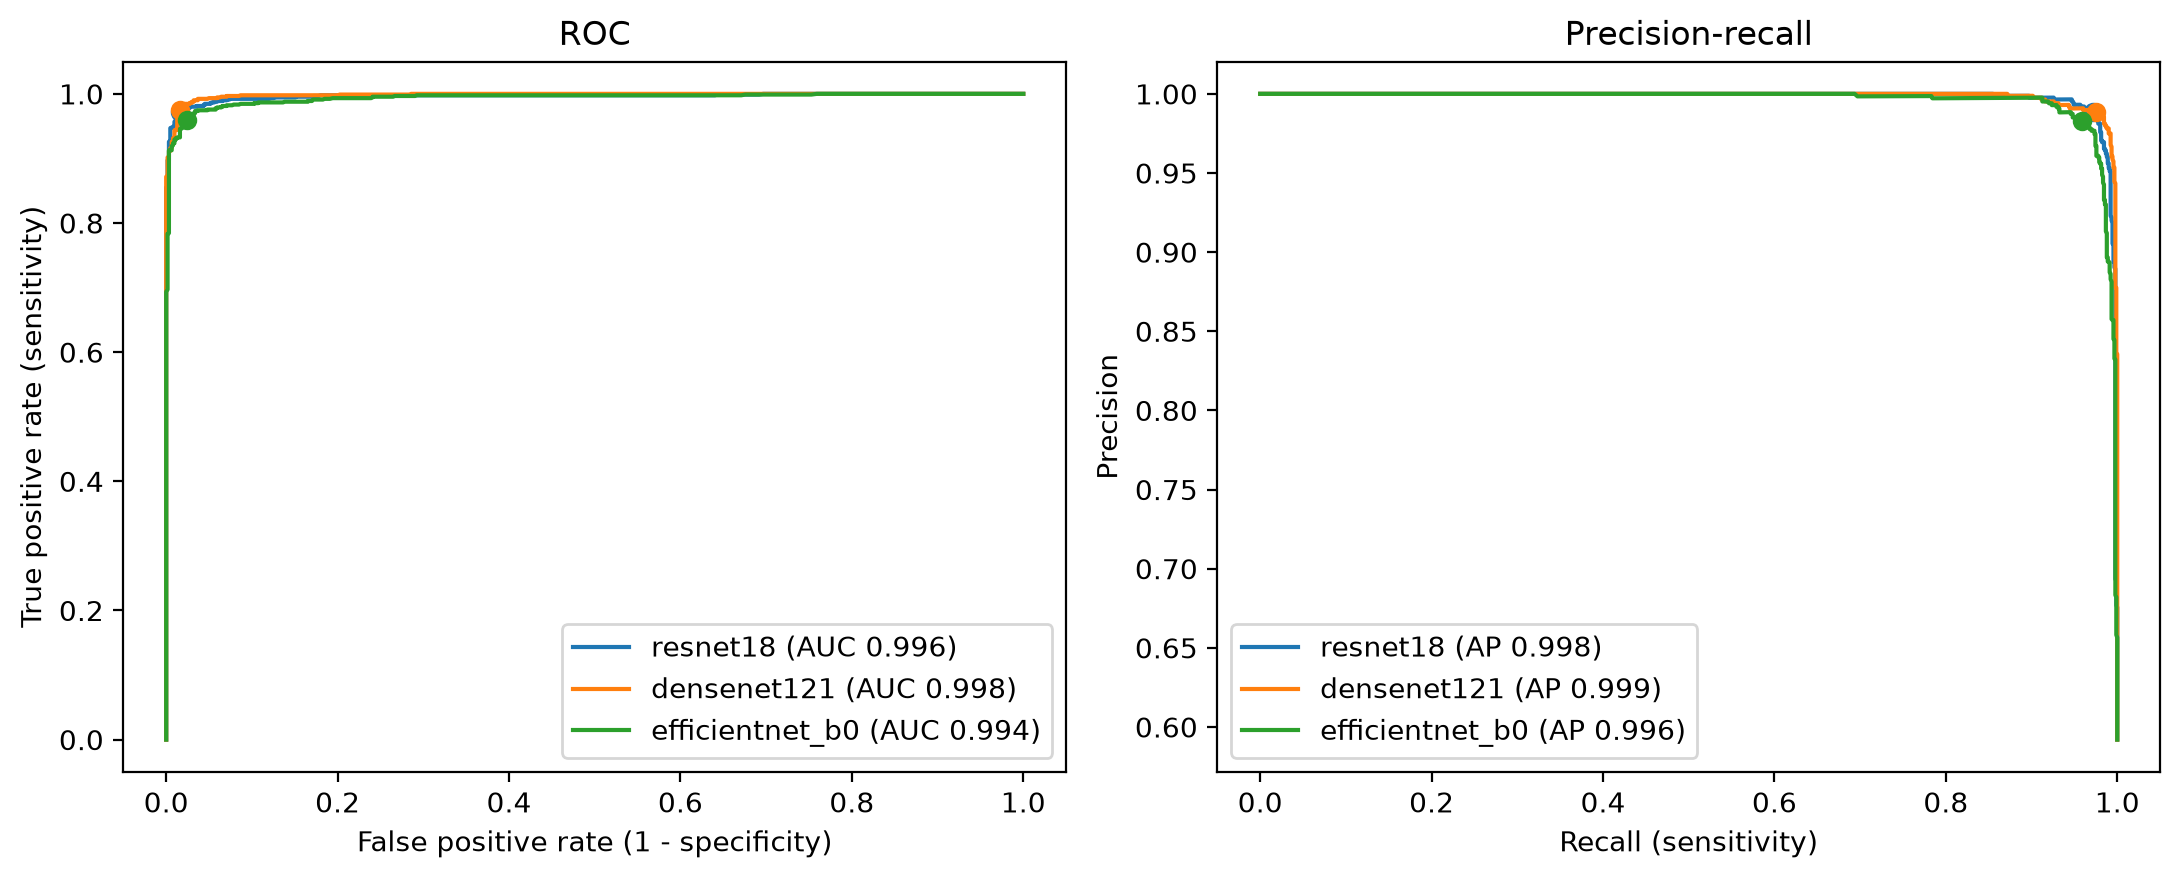 ROC
True positive rate (sensitivity)
1.0
0.8
0.6
0.4
0.2
0.0
resnet18 (AUC 0.996)
densenet121 (AUC 0.998)
efficientnet_b0 (AUC 0.994)
0.0 0.2 0.4 0.6 0.8 1.0
False positive rate (1 - specificity)
Precision-recall
Precision
1.00
0.95
0.90
0.85
0.80
0.75
0.70
0.65
0.60
resnet18 (AP 0.998)
densenet121 (AP 0.999)
efficientnet_b0 (AP 0.996)
0.0 0.2 0.4 0.6 0.8 1.0
Recall (sensitivity)